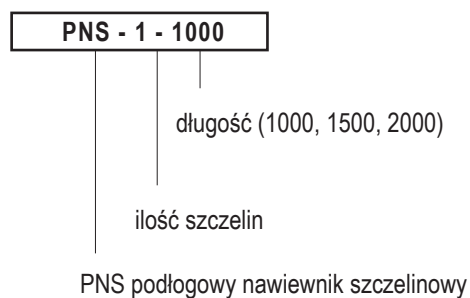 PNS - 1 - 1000
długość (1000, 1500, 2000)
ilość szczelin
PNS podłogowy nawiewnik szczelinowy